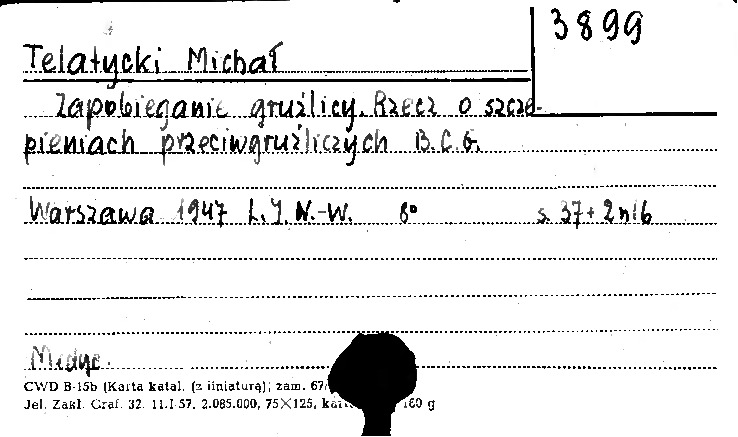 3899
Telatycki Michał
Zapobieganie gruźlicy. Rzecz o szcze-
pieniach przeciwgruźliczych B.C.G.
Warszawa 1947 L.I.N.-W. 8° s. 37+2nlb
Medyc.
CWD B-15b (Karta katal. (z liniaturą); zam. 67/
Jel. Zakł. Graf. 32. 11.I.57. 2.085.000, 75×125, 160 g